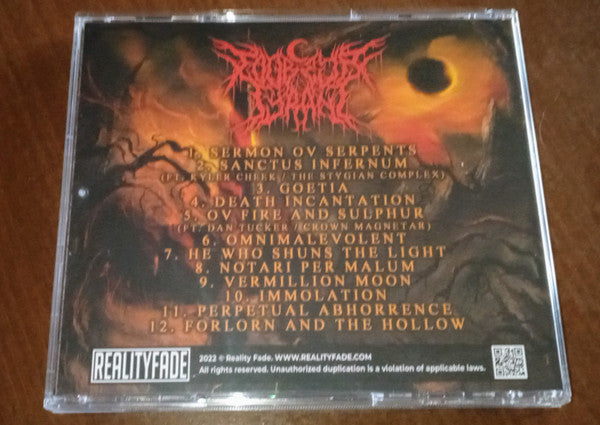 1. SERMON OV SERPENTS
2. SANCTUS INFERNUM
(FT. KYLER CHEEK / THE STYGIAN COMPLEX)
3. GOETIA
4. DEATH INCANTATION
5. OV FIRE AND SULPHUR
(FT. DAN TUCKER / CROWN MAGNETAR)
6. OMNIMALEVOLENT
7. HE WHO SHUNS THE LIGHT
8. NOTARI PER MALUM
9. VERMILLION MOON
10. IMMOLATION
11. PERPETUAL ABHORRENCE
12. FORLORN AND THE HOLLOW
REALITYFADE
2022 © Reality Fade. WWW.REALITYFADE.COM
All rights reserved. Unauthorized duplication is a violation of applicable laws.